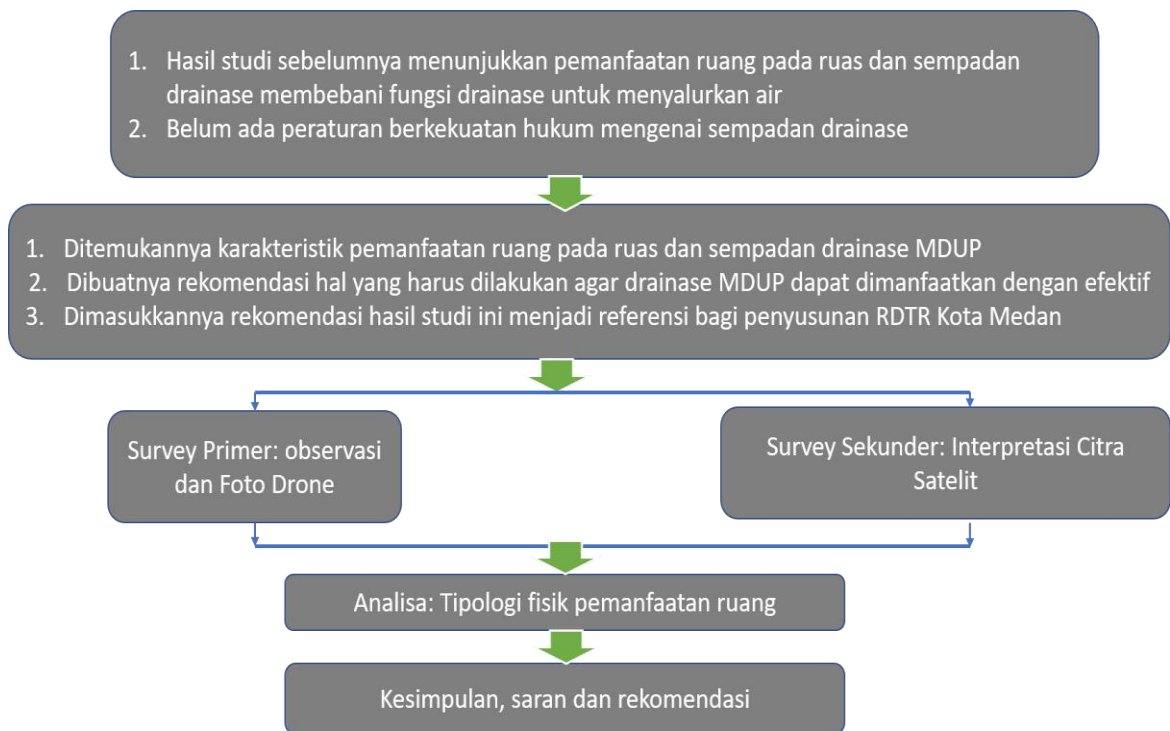 1. Hasil studi sebelumnya menunjukkan pemanfaatan ruang pada ruas dan sempadan
drainase membebani fungsi drainase untuk menyalurkan air
2. Belum ada peraturan berkekuatan hukum mengenai sempadan drainase
1. Ditemukannya karakteristik pemanfaatan ruang pada ruas dan sempadan drainase MDUP
2. Dibuatnya rekomendasi hal yang harus dilakukan agar drainase MDUP dapat dimanfaatkan dengan efektif
3. Dimasukkannya rekomendasi hasil studi ini menjadi referensi bagi penyusunan RDTR Kota Medan
Survey Primer: observasi
dan Foto Drone
Survey Sekunder: Interpretasi Citra
Satelit
Analisa: Tipologi fisik pemanfaatan ruang
Kesimpulan, saran dan rekomendasi